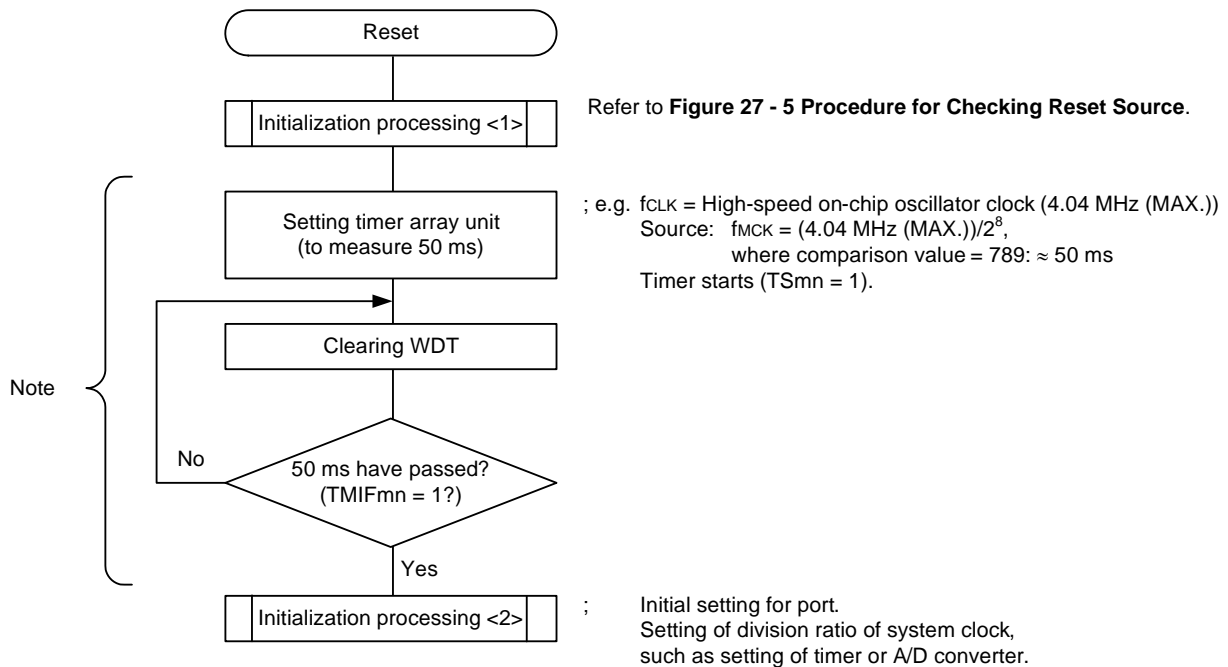 Reset
Initialization processing <1>
Refer to Figure 27 - 5 Procedure for Checking Reset Source.
Setting timer array unit
(to measure 50 ms)
; e.g. fCLK = High-speed on-chip oscillator clock (4.04 MHz (MAX.))
Source: fMCK = (4.04 MHz (MAX.))/2⁸,
where comparison value = 789: ≈ 50 ms
Timer starts (TSmn = 1).
Clearing WDT
Note
No
50 ms have passed?
(TMIFmn = 1?)
Yes
Initialization processing <2>
; Initial setting for port.
Setting of division ratio of system clock,
such as setting of timer or A/D converter.